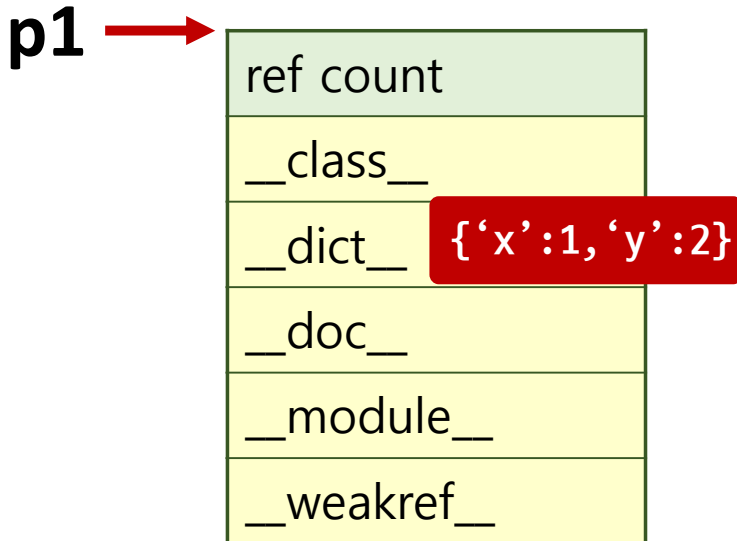 p1
ref count
__class__
__dict__ {‘x’:1,‘y’:2}
__doc__
__module__
__weakref__